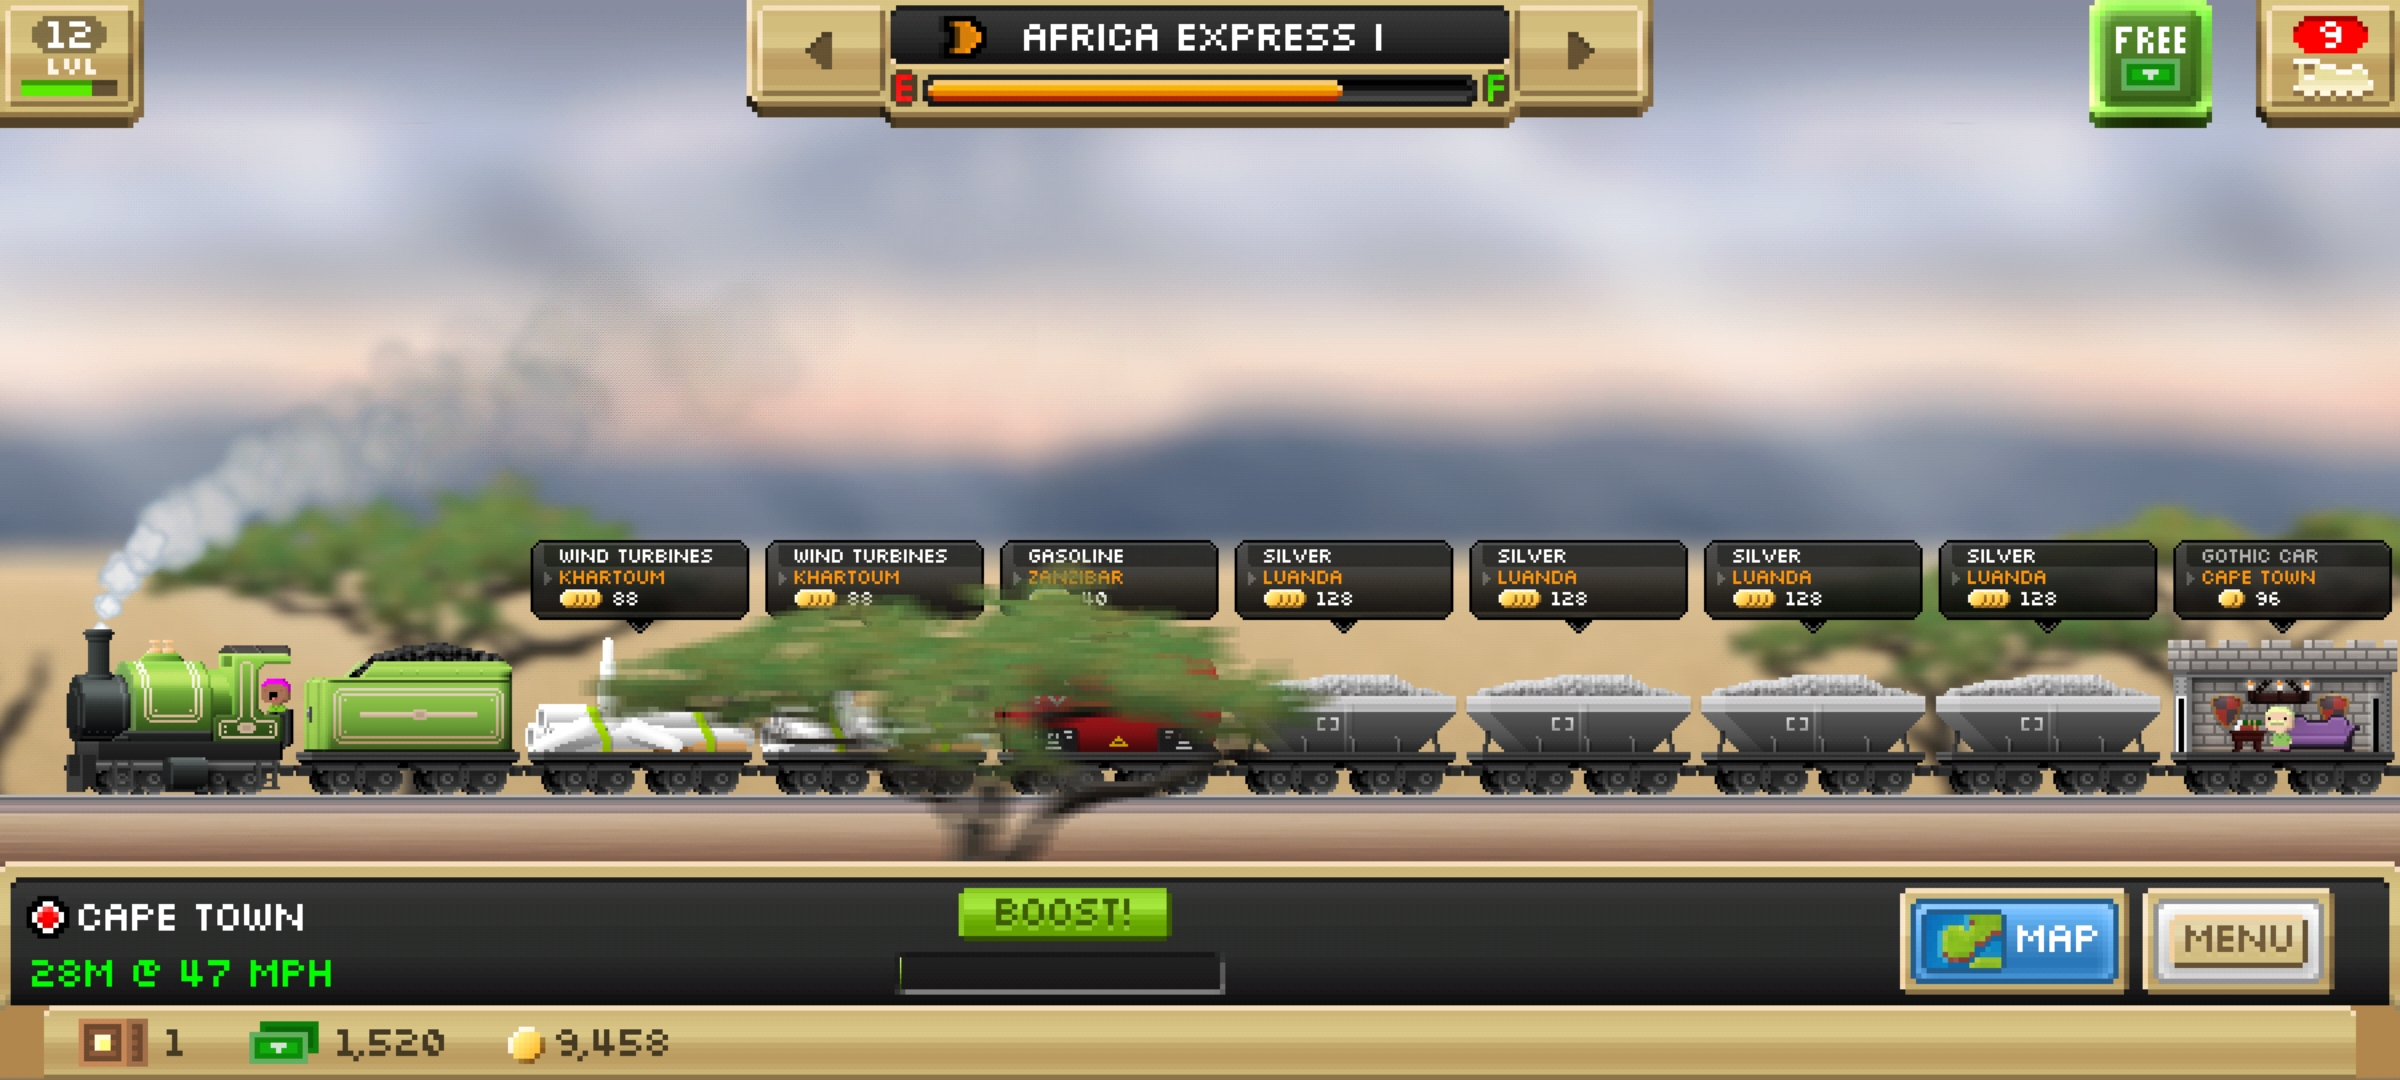 12
LVL
AFRICA EXPRESS I
E
F
FREE
9
WIND TURBINES
KHARTOUM
88
WIND TURBINES
KHARTOUM
88
GASOLINE
ZANZIBAR
40
SILVER
LUANDA
128
SILVER
LUANDA
128
SILVER
LUANDA
128
SILVER
LUANDA
128
GOTHIC CAR
CAPE TOWN
96
CAPE TOWN
28M @ 47 MPH
BOOST!
MAP
MENU
1
1,520
9,458